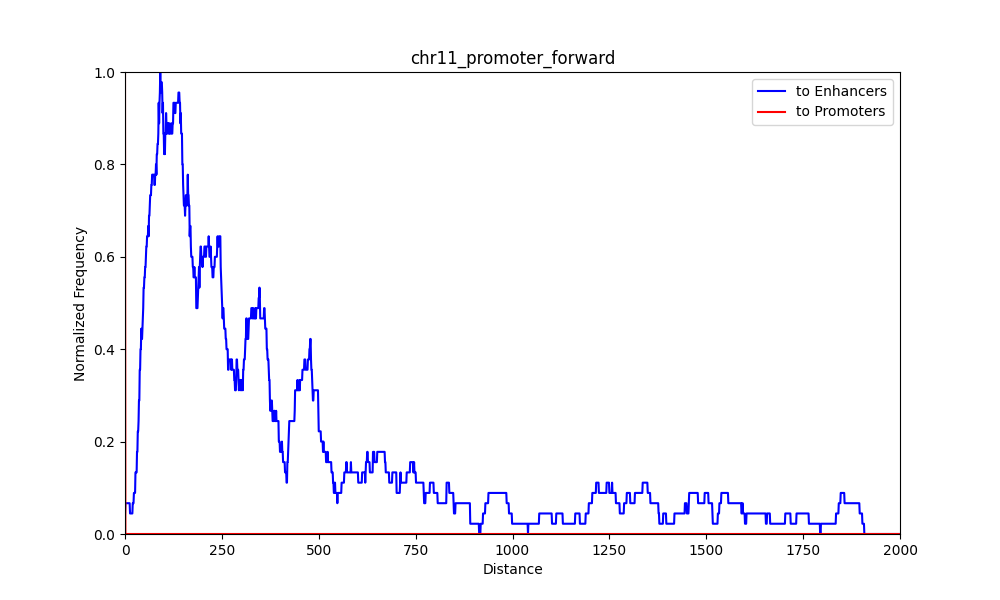 chr11_promoter_forward
to Enhancers
to Promoters
Normalized Frequency
1.0
0.8
0.6
0.4
0.2
0.0
0 250 500 750 1000 1250 1500 1750 2000
Distance